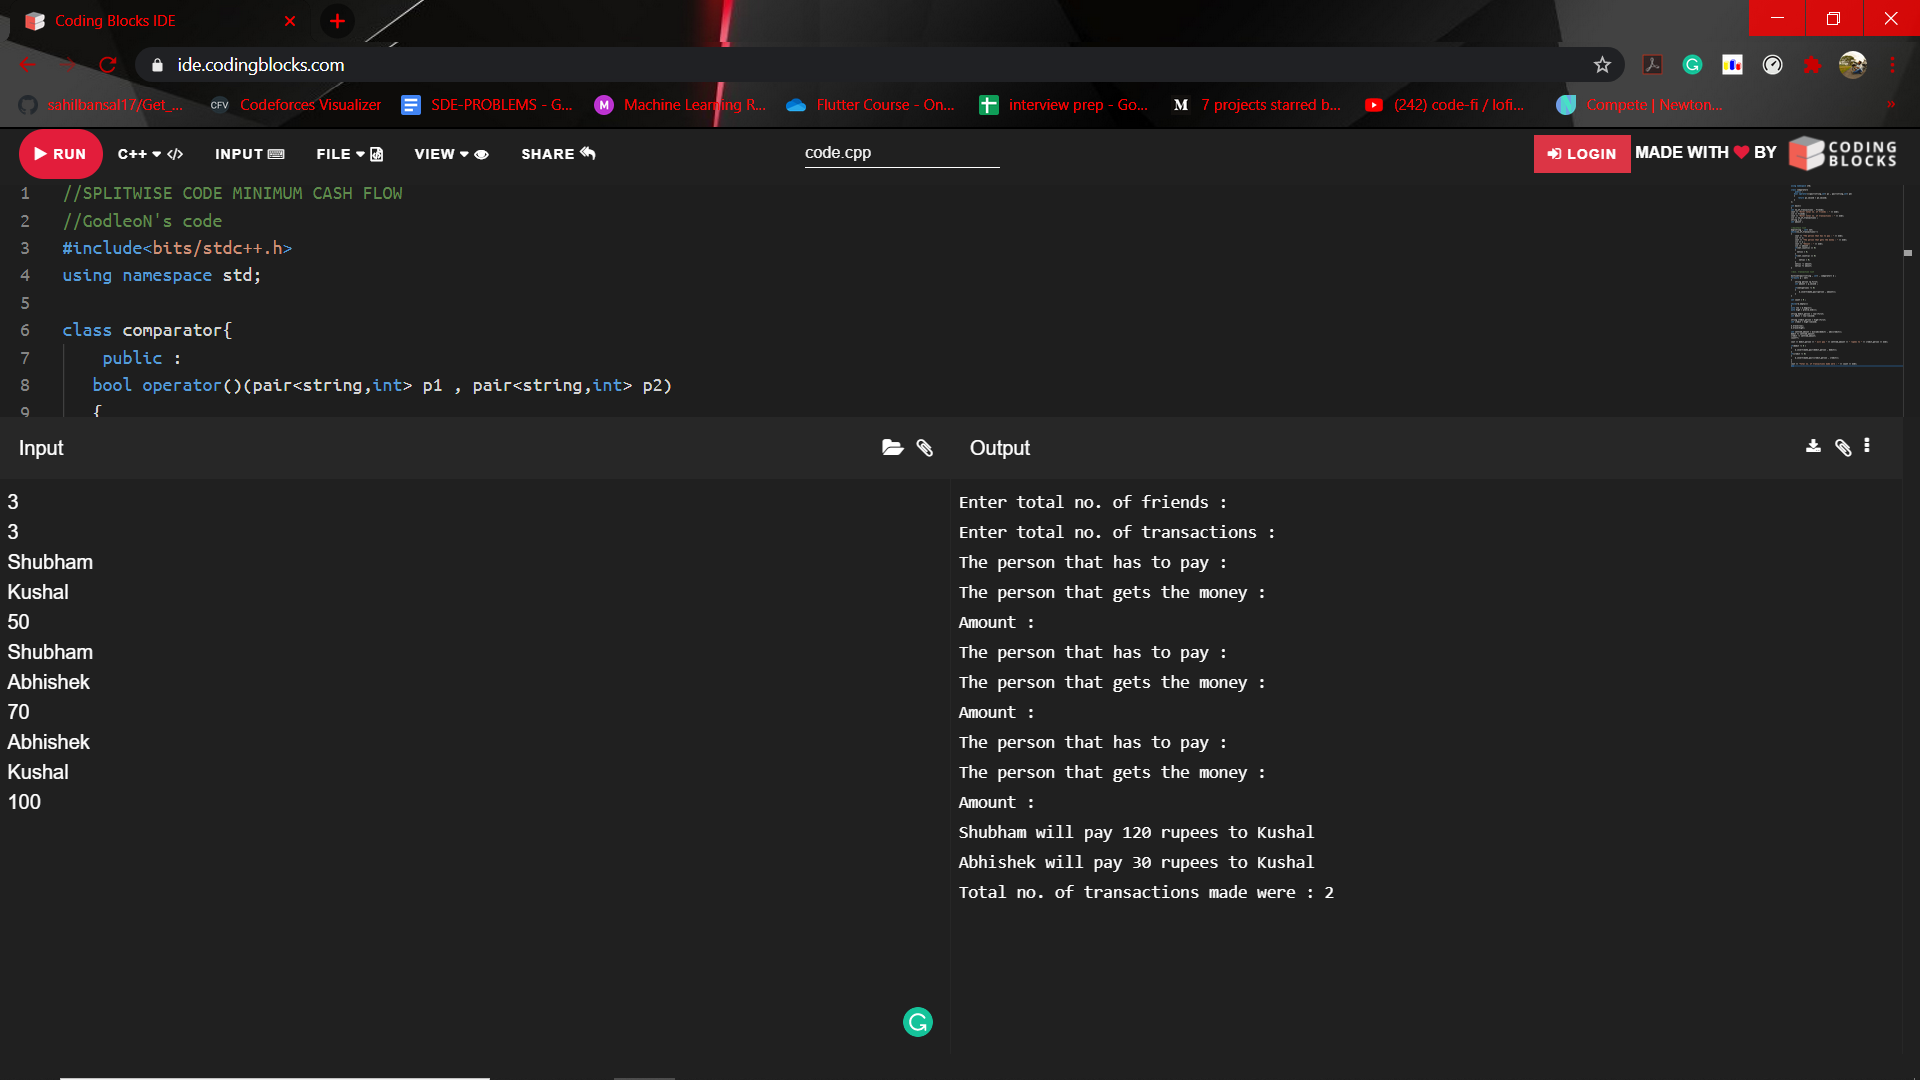 Coding Blocks IDE
ide.codingblocks.com
sahilbansal17/Get_...
CFV Codeforces Visualizer
SDE-PROBLEMS - G...
M Machine Learning R...
Flutter Course - On...
interview prep - Go...
M 7 projects starred b...
(242) code-fi / lofi...
Compete | Newton...
»
RUN C++ </> INPUT FILE VIEW SHARE code.cpp LOGIN MADE WITH ❤ BY CODING BLOCKS
1 //SPLITWISE CODE MINIMUM CASH FLOW
2 //GodleoN's code
3 #include<bits/stdc++.h>
4 using namespace std;
5
6 class comparator{
7 public :
8 bool operator()(pair<string,int> p1 , pair<string,int> p2)
9 {
Input
3
3
Shubham
Kushal
50
Shubham
Abhishek
70
Abhishek
Kushal
100
Output
Enter total no. of friends :
Enter total no. of transactions :
The person that has to pay :
The person that gets the money :
Amount :
The person that has to pay :
The person that gets the money :
Amount :
The person that has to pay :
The person that gets the money :
Amount :
Shubham will pay 120 rupees to Kushal
Abhishek will pay 30 rupees to Kushal
Total no. of transactions made were : 2